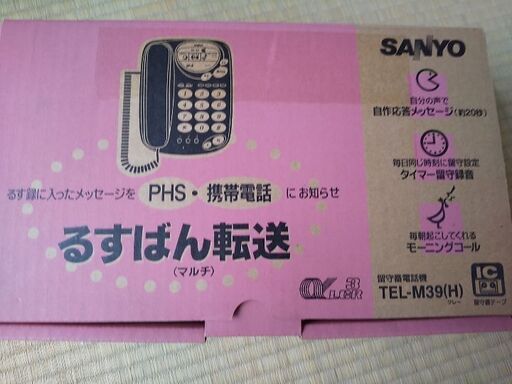 SANYO
自分の声で
自作応答メッセージ(約20秒)
毎日同じ時刻に留守設定
タイマー留守録音
毎朝起こしてくれる
モーニングコール
るす録に入ったメッセージを PHS・携帯電話 にお知らせ
るすばん転送
(マルチ)
留守番電話機
TEL-M39(H)
グレー
IC
留守番テープ